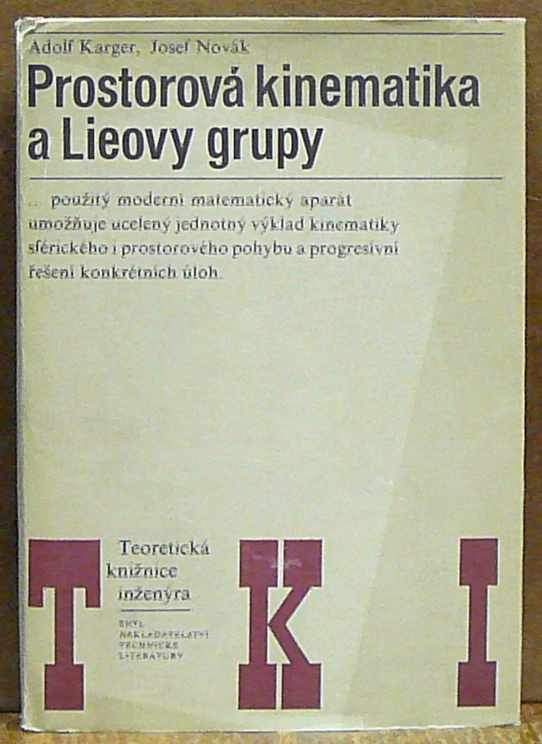 Adolf Karger, Josef Novák
Prostorová kinematika
a Lieovy grupy
... použitý moderní matematický aparát
umožňuje ucelený jednotný výklad kinematiky
sférického i prostorového pohybu a progresivní
řešení konkrétních úloh.
Teoretická
knižnice
inženýra
SNTL
NAKLADATELSTVÍ
TECHNICKÉ
LITERATURY
T K I